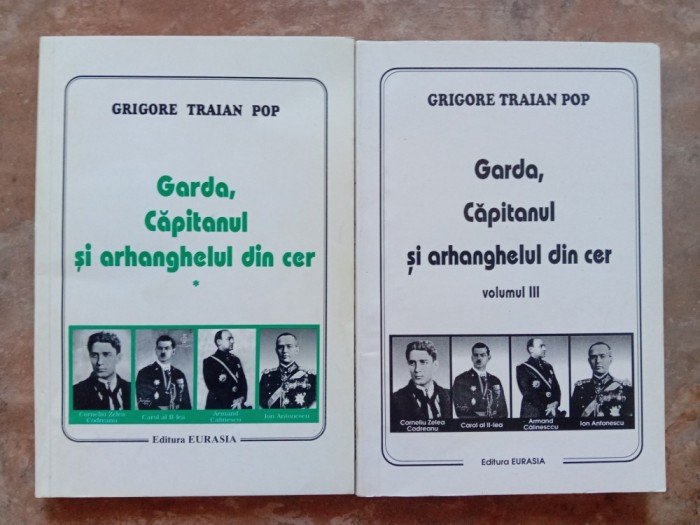 GRIGORE TRAIAN POP
Garda,
Căpitanul
și arhanghelul din cer
*
Corneliu Zelea
Codreanu
Carol al II-lea
Armand
Călinescu
Ion Antonescu
Editura EURASIA
GRIGORE TRAIAN POP
Garda,
Căpitanul
și arhanghelul din cer
volumul III
Corneliu Zelea
Codreanu
Carol al II-lea
Armand
Călinesccu
Ion Antonescu
Editura EURASIA